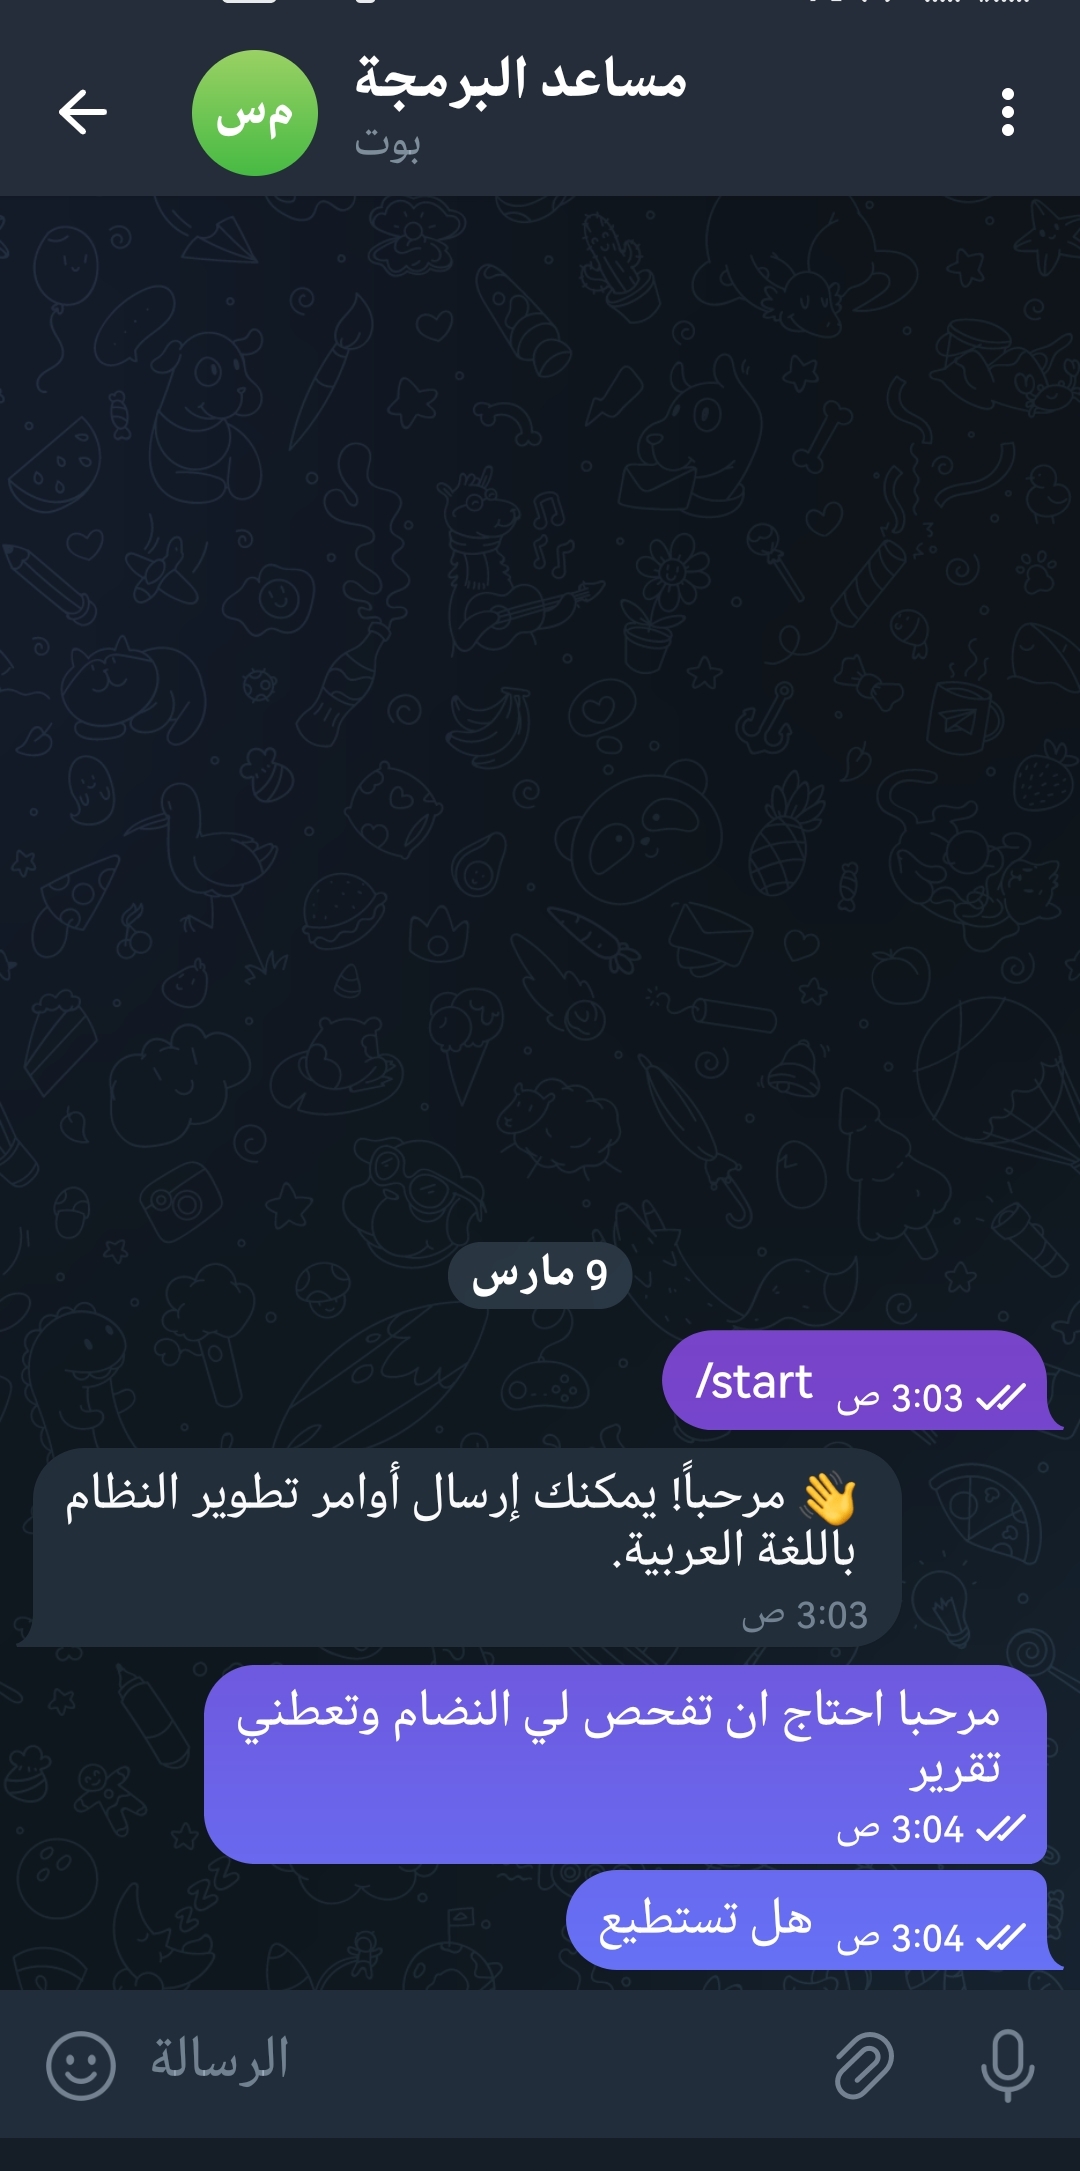 مساعد البرمجة
بوت
م‌س
9 مارس
/start
3:03 ص
👋 مرحباً! يمكنك إرسال أوامر تطوير النظام
باللغة العربية.
3:03 ص
مرحبا احتاج ان تفحص لي النضام وتعطني
تقرير
3:04 ص
هل تستطيع
3:04 ص
الرسالة